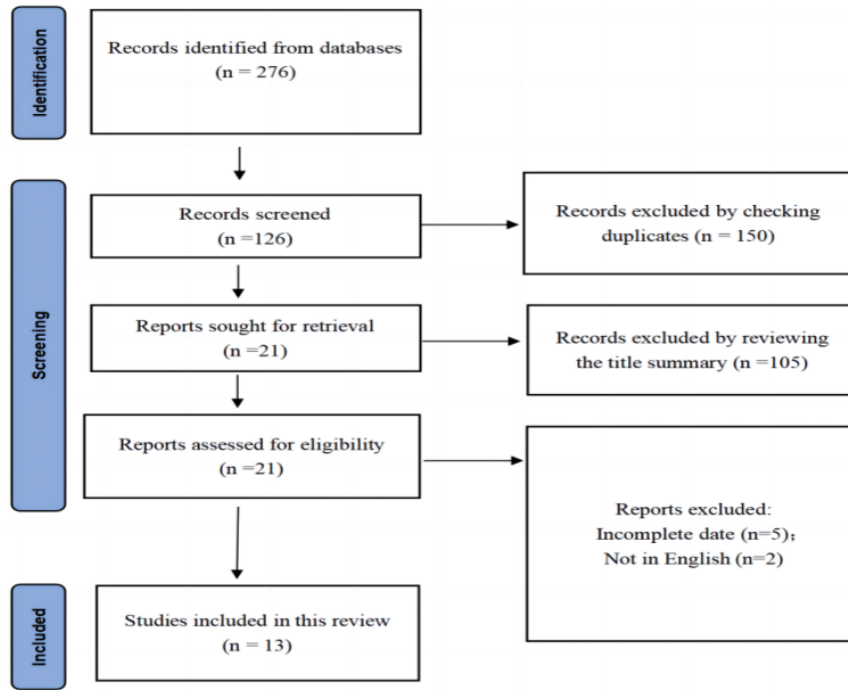 Identification
Records identified from databases
(n = 276)
Screening
Records screened
(n =126)
Records excluded by checking
duplicates (n = 150)
Reports sought for retrieval
(n =21)
Records excluded by reviewing
the title summary (n =105)
Reports assessed for eligibility
(n =21)
Reports excluded:
Incomplete date (n=5)；
Not in English (n=2)
Included
Studies included in this review
(n = 13)